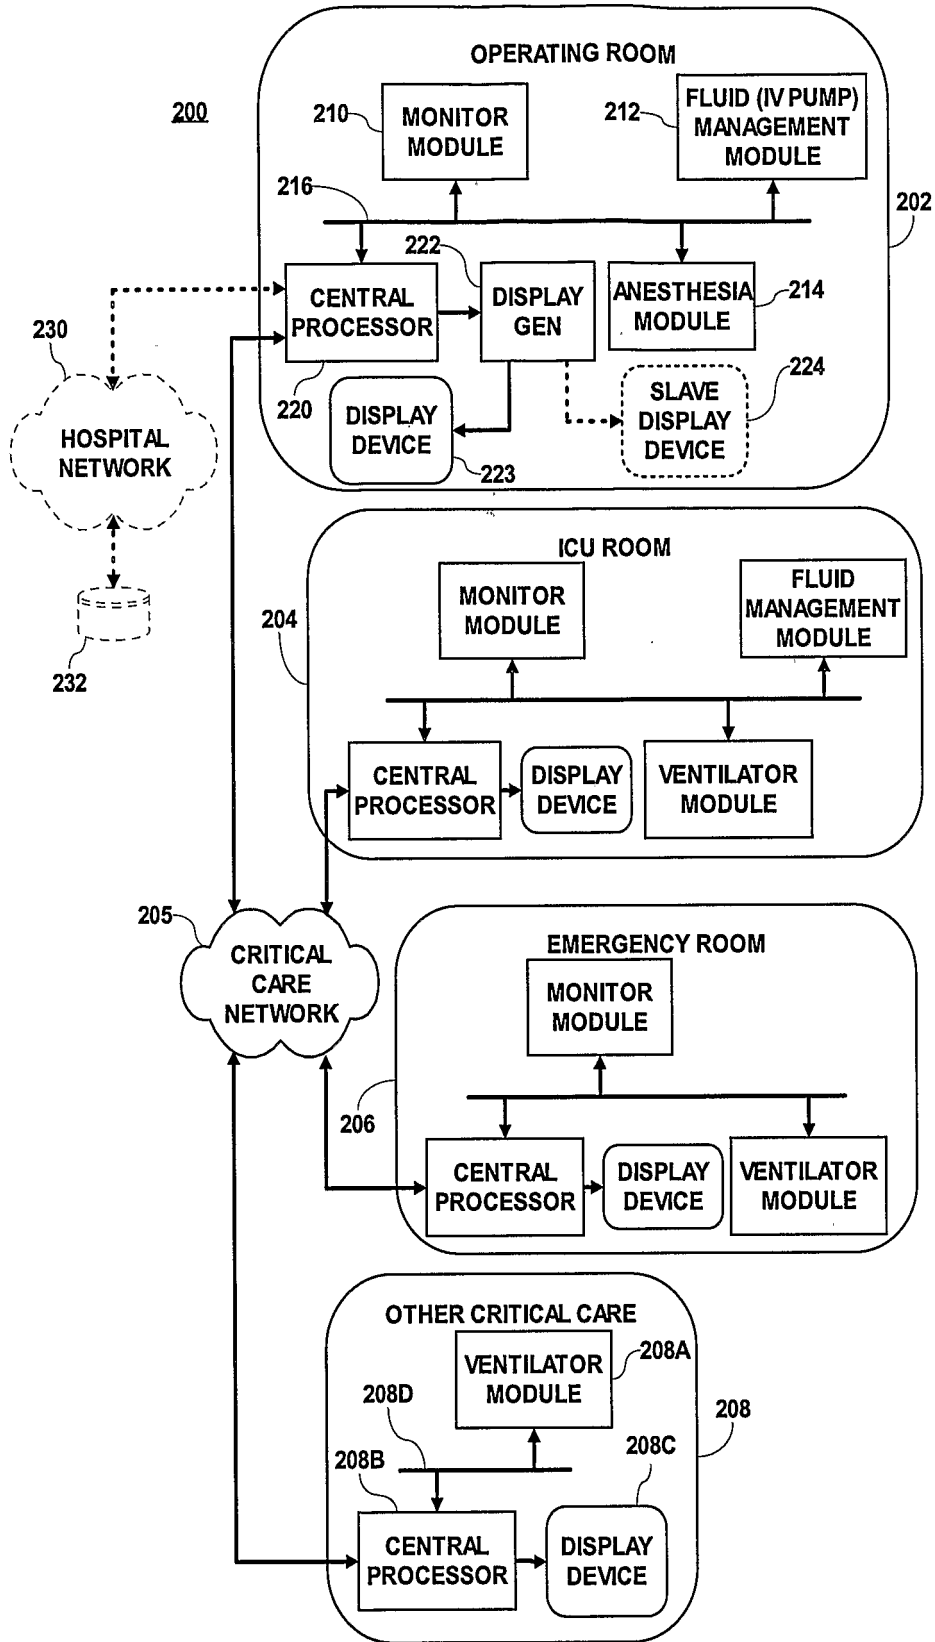 OPERATING ROOM
200
210
MONITOR
MODULE
212
FLUID (IV PUMP)
MANAGEMENT
MODULE
216
202
222
CENTRAL
PROCESSOR
DISPLAY
GEN
ANESTHESIA
MODULE
214
230
220
HOSPITAL
NETWORK
DISPLAY
DEVICE
223
SLAVE
DISPLAY
DEVICE
224
232
ICU ROOM
204
MONITOR
MODULE
FLUID
MANAGEMENT
MODULE
CENTRAL
PROCESSOR
DISPLAY
DEVICE
VENTILATOR
MODULE
205
CRITICAL
CARE
NETWORK
EMERGENCY ROOM
MONITOR
MODULE
206
CENTRAL
PROCESSOR
DISPLAY
DEVICE
VENTILATOR
MODULE
OTHER CRITICAL CARE
VENTILATOR
MODULE
208A
208D
208
208B
208C
CENTRAL
PROCESSOR
DISPLAY
DEVICE